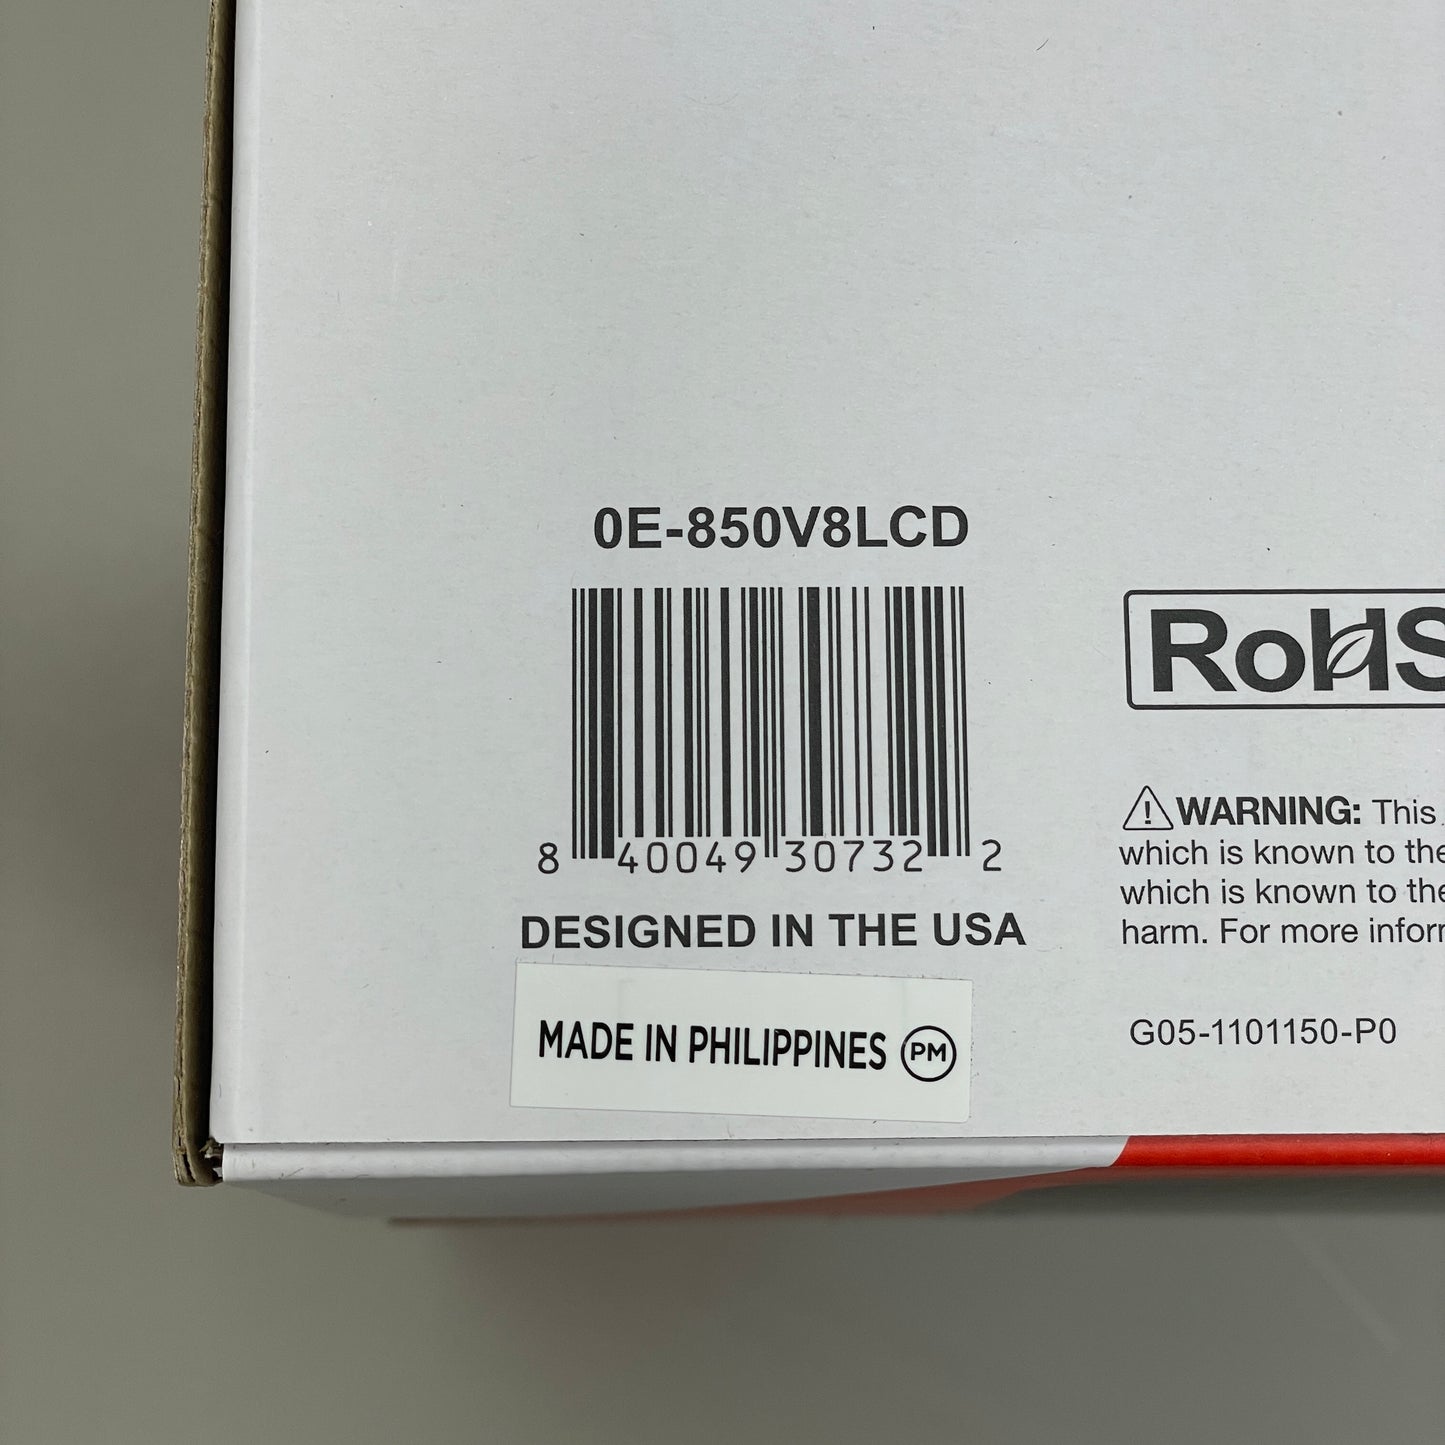 0E-850V8LCD
8 40049 30732 2
DESIGNED IN THE USA
MADE IN PHILIPPINES PM
RoHS
WARNING: This
which is known to the
which is known to the
harm. For more
G05-1101150-P0